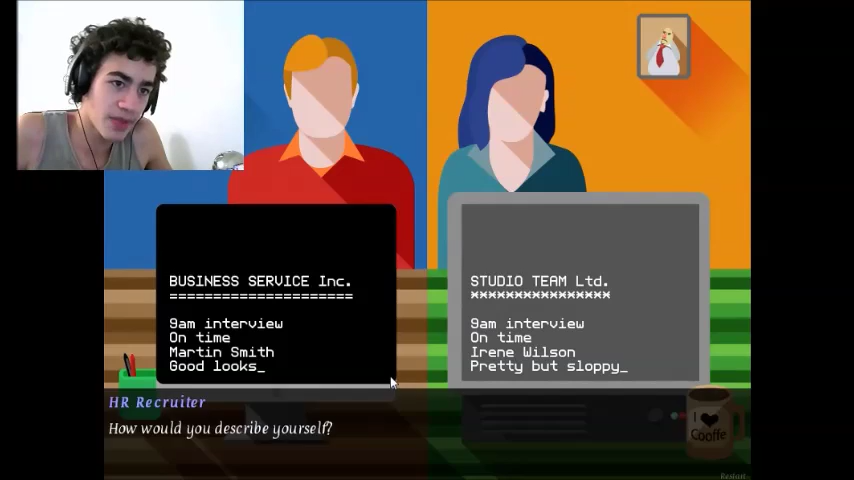 BUSINESS SERVICE Inc.
=====================
9am interview
On time
Martin Smith
Good looks_
STUDIO TEAM Ltd.
****************
9am interview
On time
Irene Wilson
Pretty but sloppy_
I ❤
Cooffe
HR Recruiter
How would you describe yourself?
Restart